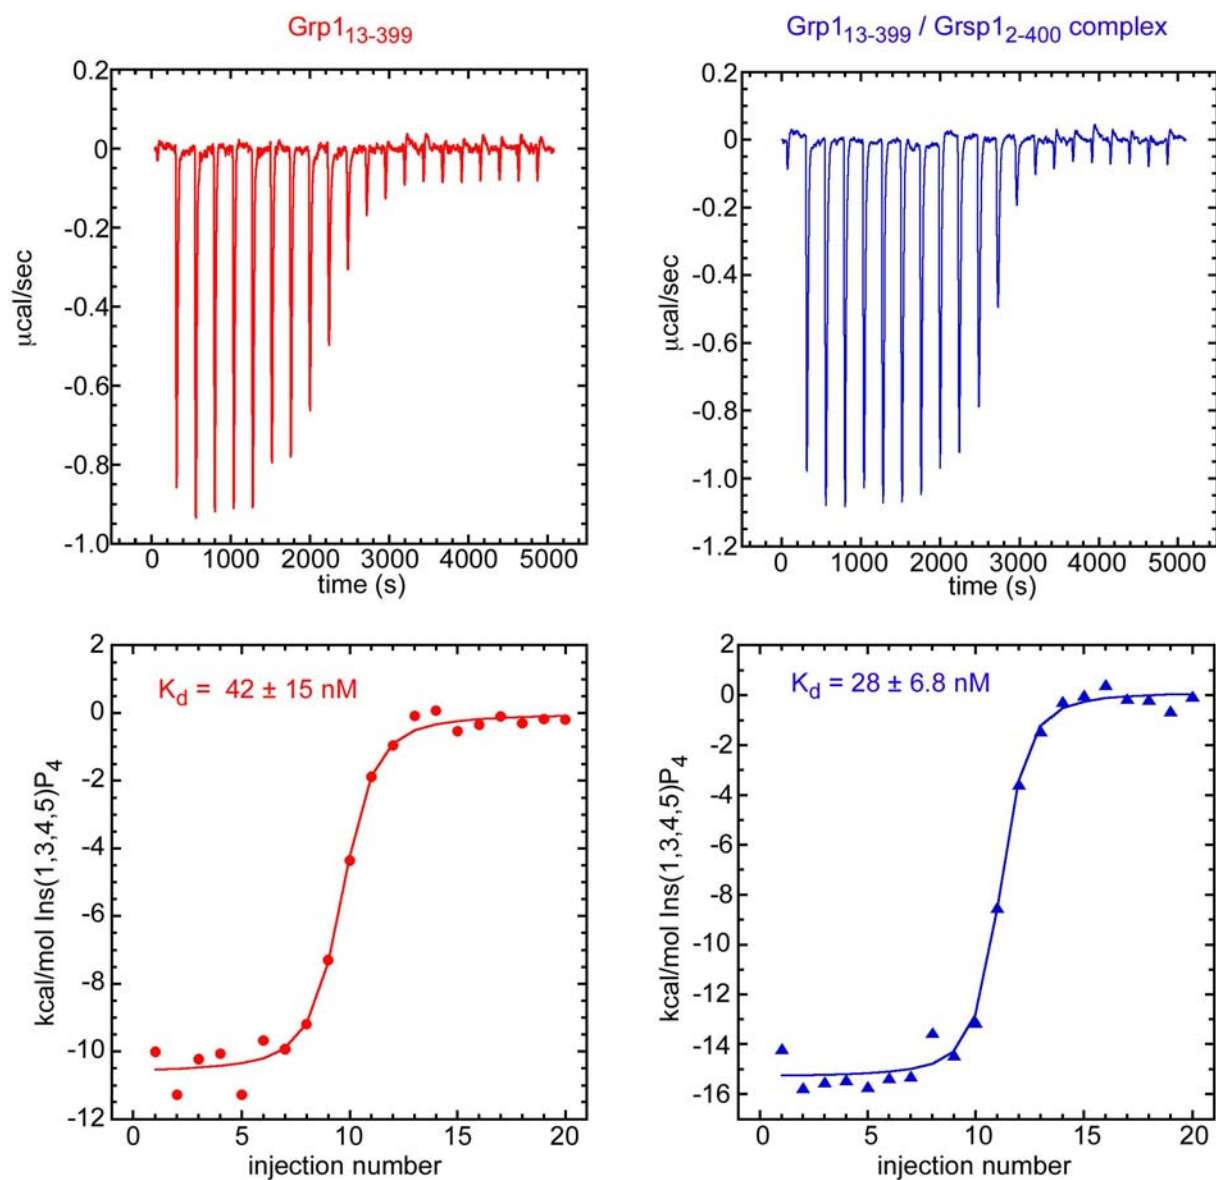 Grp1₁₃₋₃₉₉
0.2
0
-0.2
-0.4
-0.6
-0.8
-1.0
μcal/sec
0 1000 2000 3000 4000 5000
time (s)
Grp1₁₃₋₃₉₉ / Grsp1₂₋₄₀₀ complex
0.2
0
-0.2
-0.4
-0.6
-0.8
-1.0
-1.2
μcal/sec
0 1000 2000 3000 4000 5000
time (s)
K_d = 42 ± 15 nM
2
0
-2
-4
-6
-8
-10
-12
kcal/mol Ins(1,3,4,5)P₄
0 5 10 15 20
injection number
K_d = 28 ± 6.8 nM
2
0
-2
-4
-6
-8
-10
-12
-14
-16
kcal/mol Ins(1,3,4,5)P₄
0 5 10 15 20
injection number